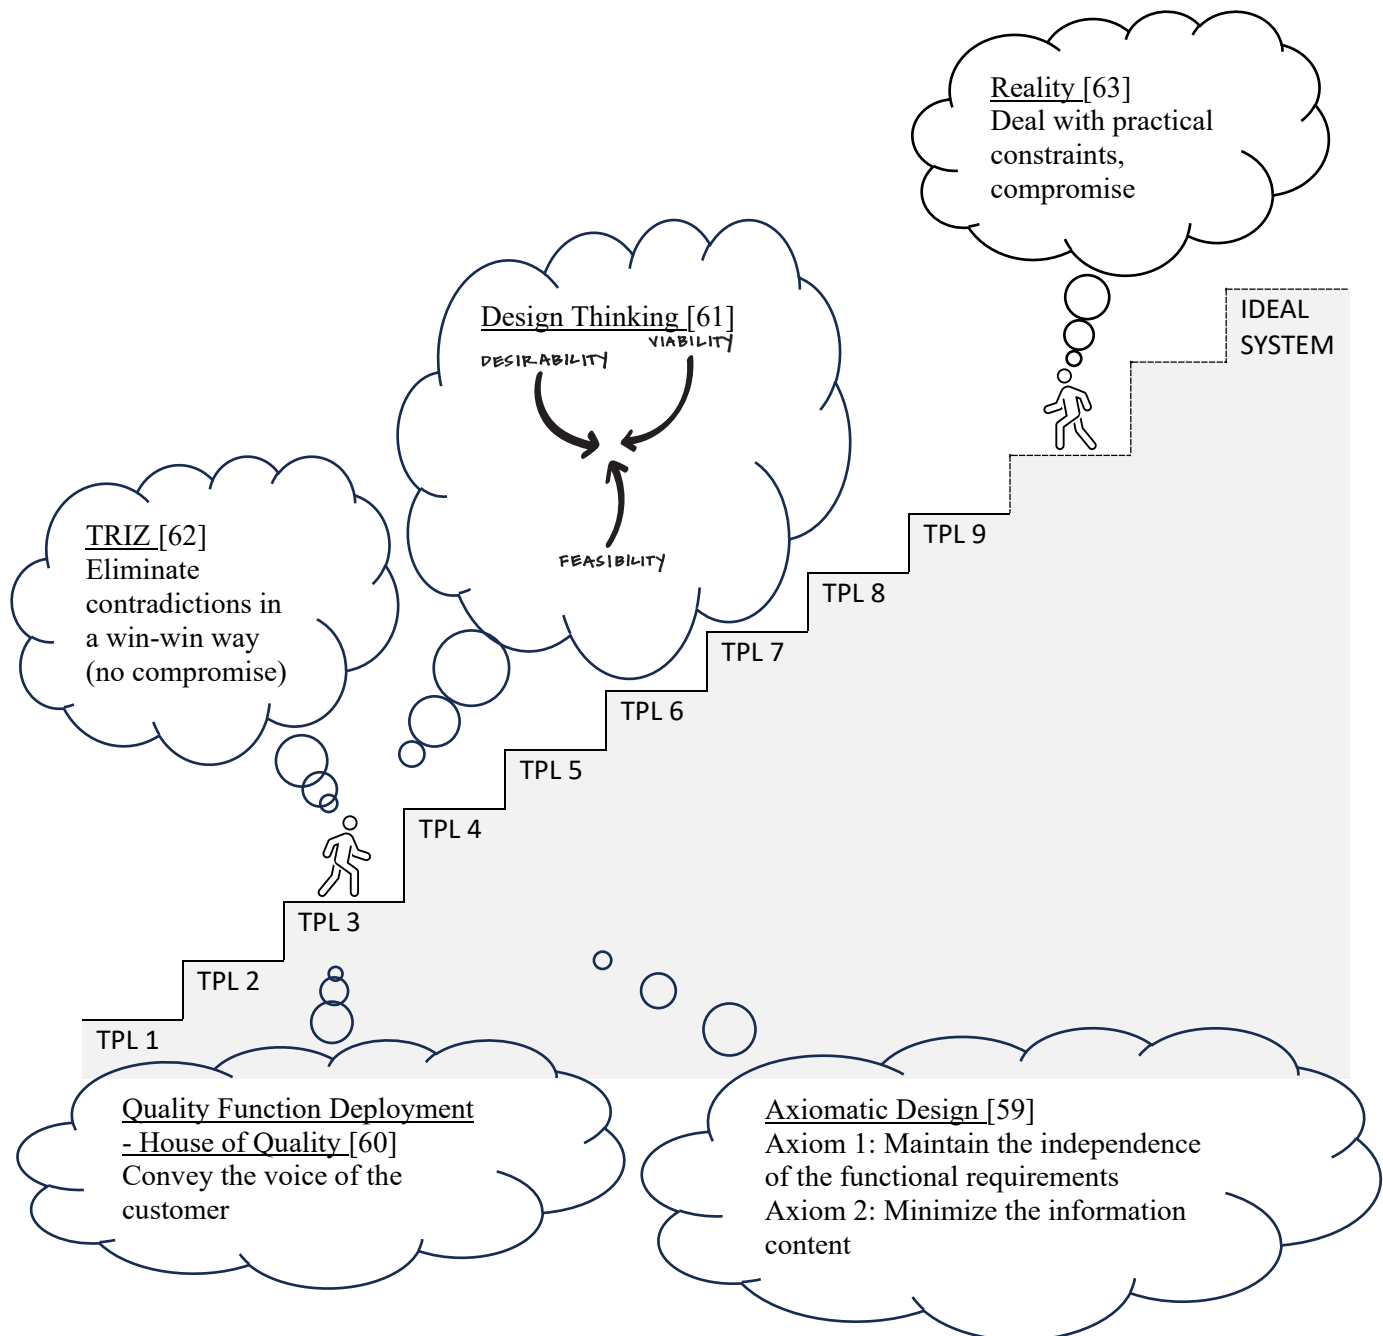 Reality [63]
Deal with practical
constraints,
compromise
IDEAL
SYSTEM
Design Thinking [61]
VIABILITY
DESIRABILITY
FEASIBILITY
TRIZ [62]
Eliminate
contradictions in
a win-win way
(no compromise)
TPL 9
TPL 8
TPL 7
TPL 6
TPL 5
TPL 4
TPL 3
TPL 2
TPL 1
Quality Function Deployment
- House of Quality [60]
Convey the voice of the
customer
Axiomatic Design [59]
Axiom 1: Maintain the independence
of the functional requirements
Axiom 2: Minimize the information
content